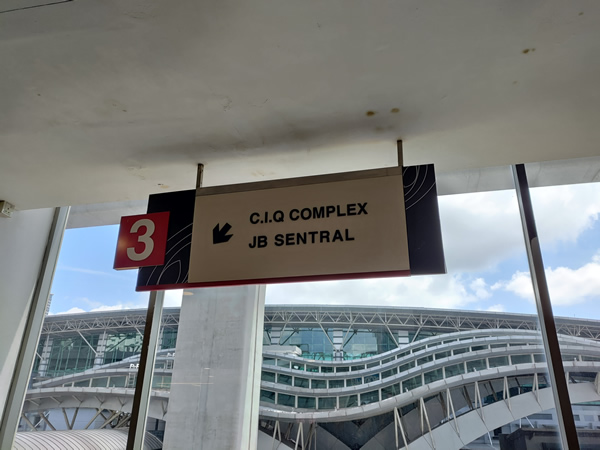 3
C.I.Q COMPLEX
JB SENTRAL